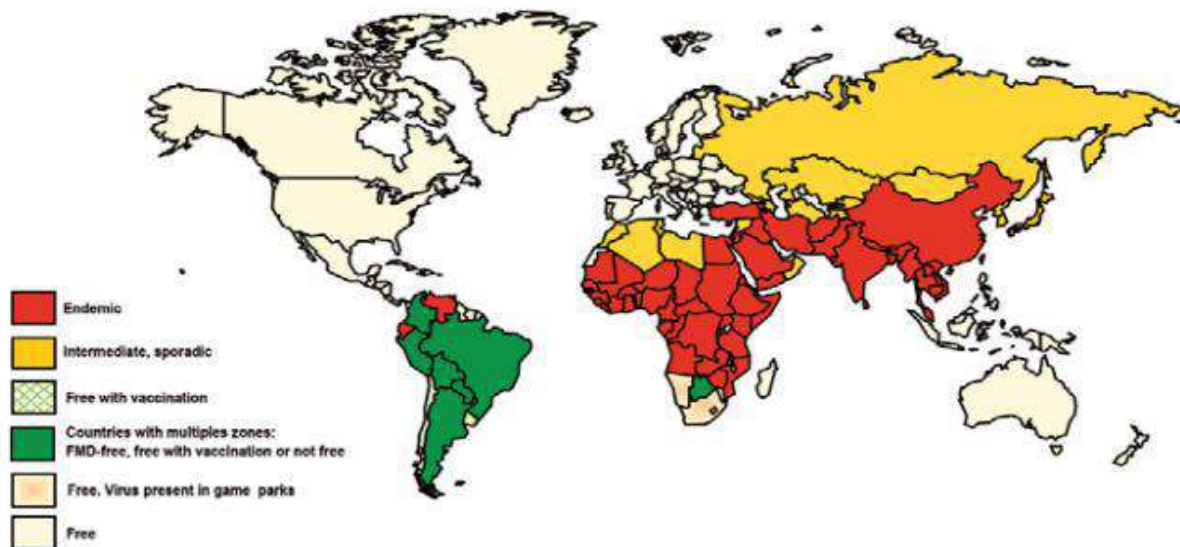 Endemic
Intermediate, sporadic
Free with vaccination
Countries with multiples zones:
FMD-free, free with vaccination or not free
Free, Virus present in game parks
Free